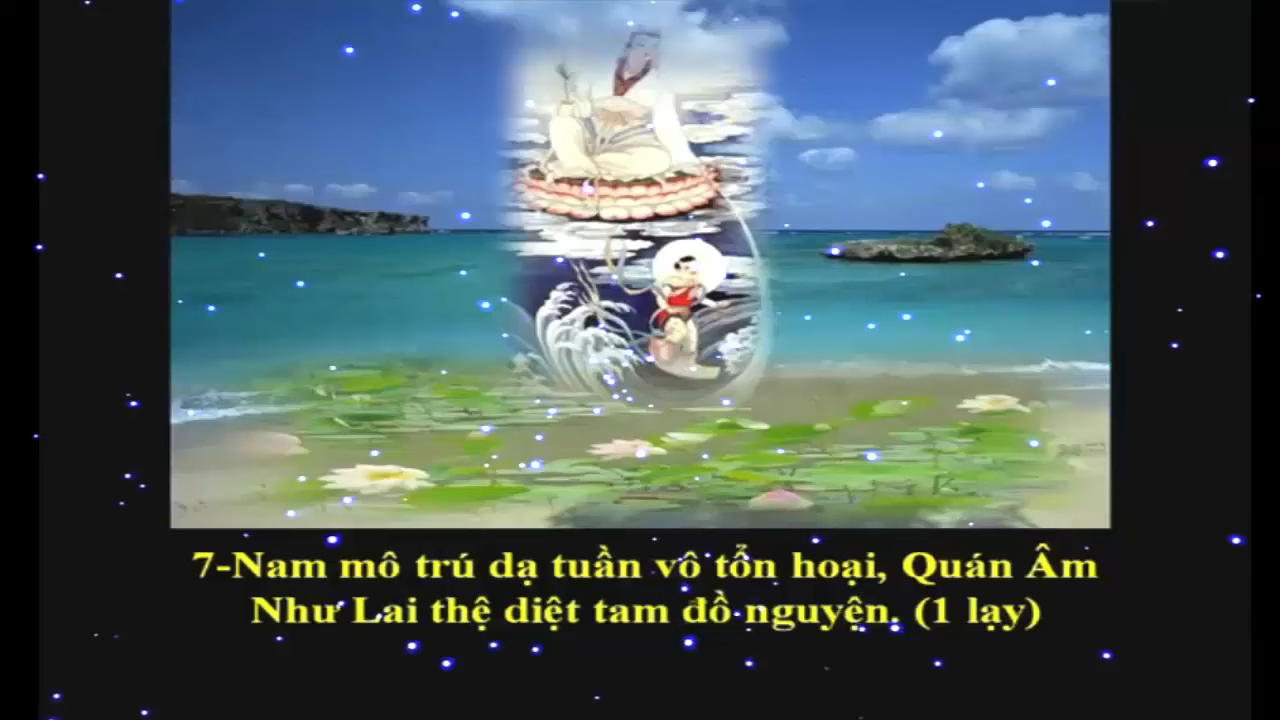 7-Nam mô trú dạ tuần vô tổn hoại, Quán Âm
Như Lai thệ diệt tam đồ nguyện. (1 lạy)